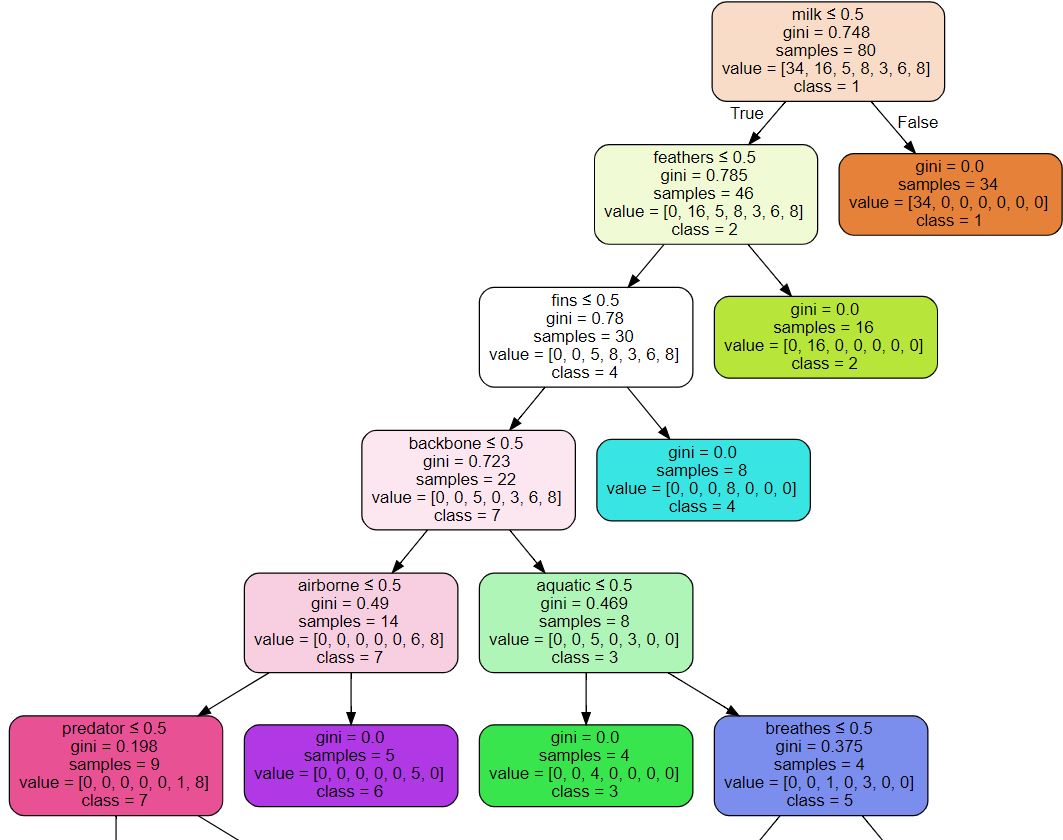 milk ≤ 0.5
gini = 0.748
samples = 80
value = [34, 16, 5, 8, 3, 6, 8]
class = 1
True
False
feathers ≤ 0.5
gini = 0.785
samples = 46
value = [0, 16, 5, 8, 3, 6, 8]
class = 2
gini = 0.0
samples = 34
value = [34, 0, 0, 0, 0, 0, 0]
class = 1
fins ≤ 0.5
gini = 0.78
samples = 30
value = [0, 0, 5, 8, 3, 6, 8]
class = 4
gini = 0.0
samples = 16
value = [0, 16, 0, 0, 0, 0, 0]
class = 2
backbone ≤ 0.5
gini = 0.723
samples = 22
value = [0, 0, 5, 0, 3, 6, 8]
class = 7
gini = 0.0
samples = 8
value = [0, 0, 0, 8, 0, 0, 0]
class = 4
airborne ≤ 0.5
gini = 0.49
samples = 14
value = [0, 0, 0, 0, 0, 6, 8]
class = 7
aquatic ≤ 0.5
gini = 0.469
samples = 8
value = [0, 0, 5, 0, 3, 0, 0]
class = 3
predator ≤ 0.5
gini = 0.198
samples = 9
value = [0, 0, 0, 0, 0, 1, 8]
class = 7
gini = 0.0
samples = 5
value = [0, 0, 0, 0, 0, 5, 0]
class = 6
gini = 0.0
samples = 4
value = [0, 0, 4, 0, 0, 0, 0]
class = 3
breathes ≤ 0.5
gini = 0.375
samples = 4
value = [0, 0, 1, 0, 3, 0, 0]
class = 5